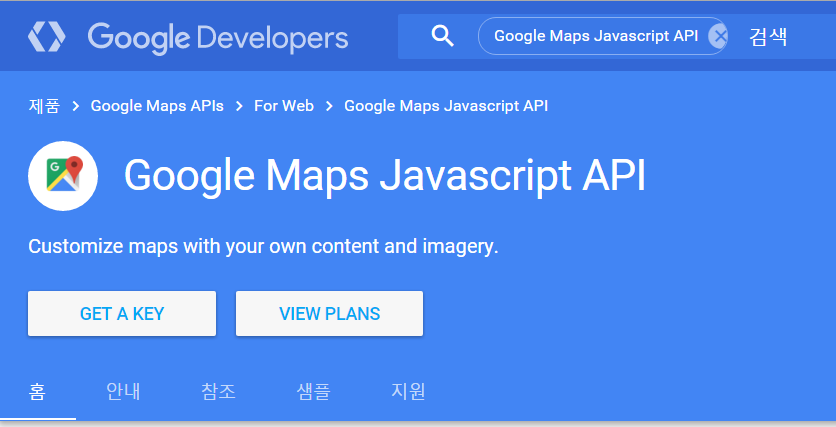 Google Developers
Google Maps Javascript API
검색
제품 > Google Maps APIs > For Web > Google Maps Javascript API
G
Google Maps Javascript API
Customize maps with your own content and imagery.
GET A KEY
VIEW PLANS
홈 안내 참조 샘플 지원